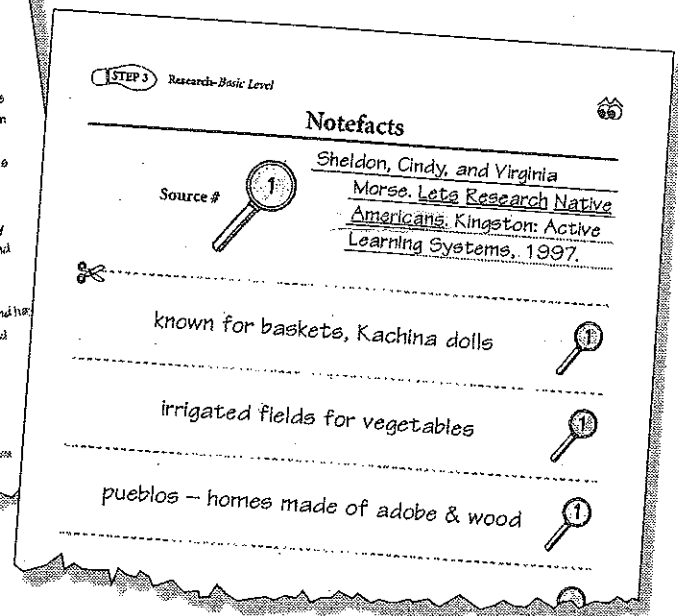 STEP 3 Research-Basic Level
Notefacts
Source # 1
Sheldon, Cindy, and Virginia
Morse. Lets Research Native
Americans. Kingston: Active
Learning Systems, 1997.
known for baskets, Kachina dolls 1
irrigated fields for vegetables 1
pueblos – homes made of adobe & wood 1